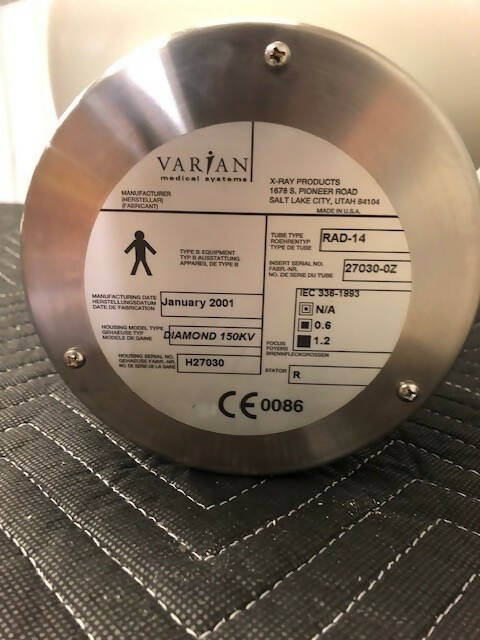 VARIAN
medical systems
X-RAY PRODUCTS
1678 S. PIONEER ROAD
SALT LAKE CITY, UTAH 84104
MADE IN U.S.A.
MANUFACTURER
(HERSTELLAR)
(FABRICANT)
TYPE B EQUIPMENT
TYP B AUSSTATTUNG
APPAREIL DE TYPE B
TUBE TYPE
ROEHRENTYP
TYPE DE TUBE
RAD-14
INSERT SERIAL NO.
FABR.-NR.
NO. DE SERIE DU TUBE
27030-0Z
MANUFACTURING DATE
HERSTELLUNGSDATUM
DATE DE FABRICATION
January 2001
HOUSING MODEL TYPE
GEHAEUSE TYP
MODELE DE GAINE
DIAMOND 150KV
HOUSING SERIAL NO.
GEHAEUSE FABR.-NR.
NO. DE SERIE DE LA GAINE
H27030
IEC 336-1993
N/A
0.6
1.2
FOCUS
FOYERS
BRENNFLECKGROSSEN
STATOR
R
CE 0086